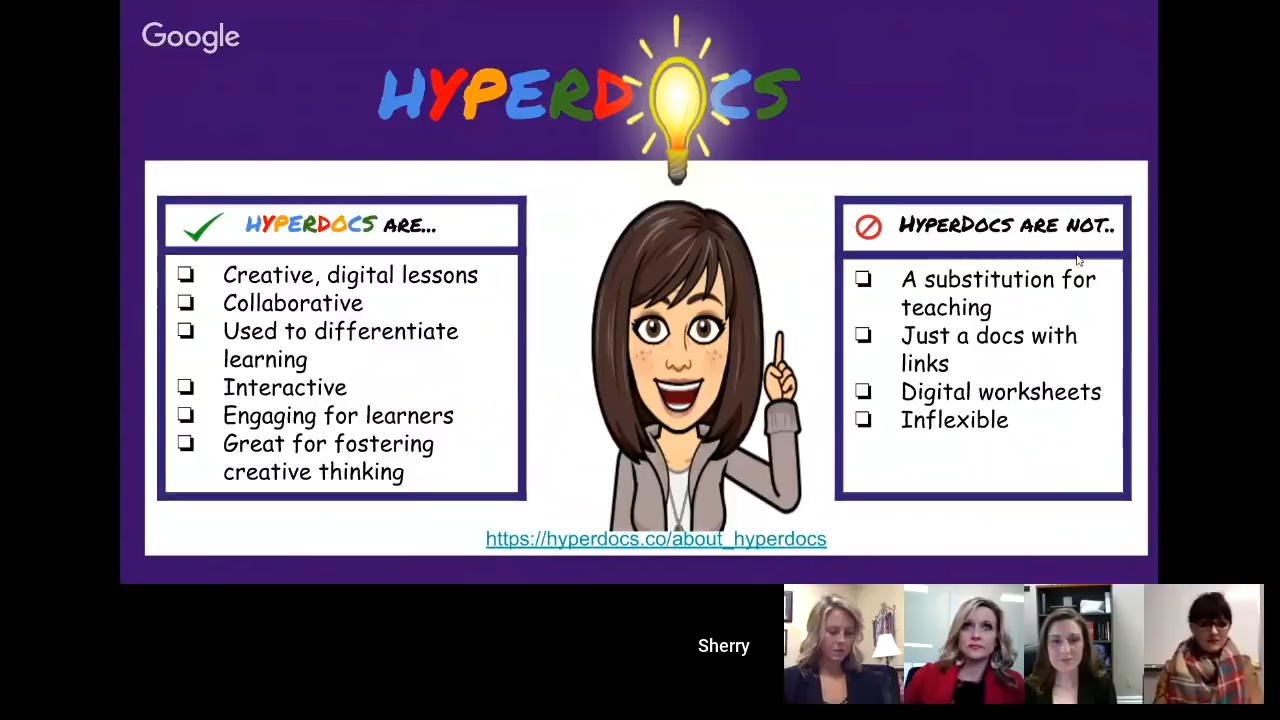 Google
HYPERDOCS
HYPERDOCS ARE...
Creative, digital lessons
Collaborative
Used to differentiate
learning
Interactive
Engaging for learners
Great for fostering
creative thinking
HYPERDOCS ARE NOT..
A substitution for
teaching
Just a docs with
links
Digital worksheets
Inflexible
https://hyperdocs.co/about_hyperdocs
Sherry